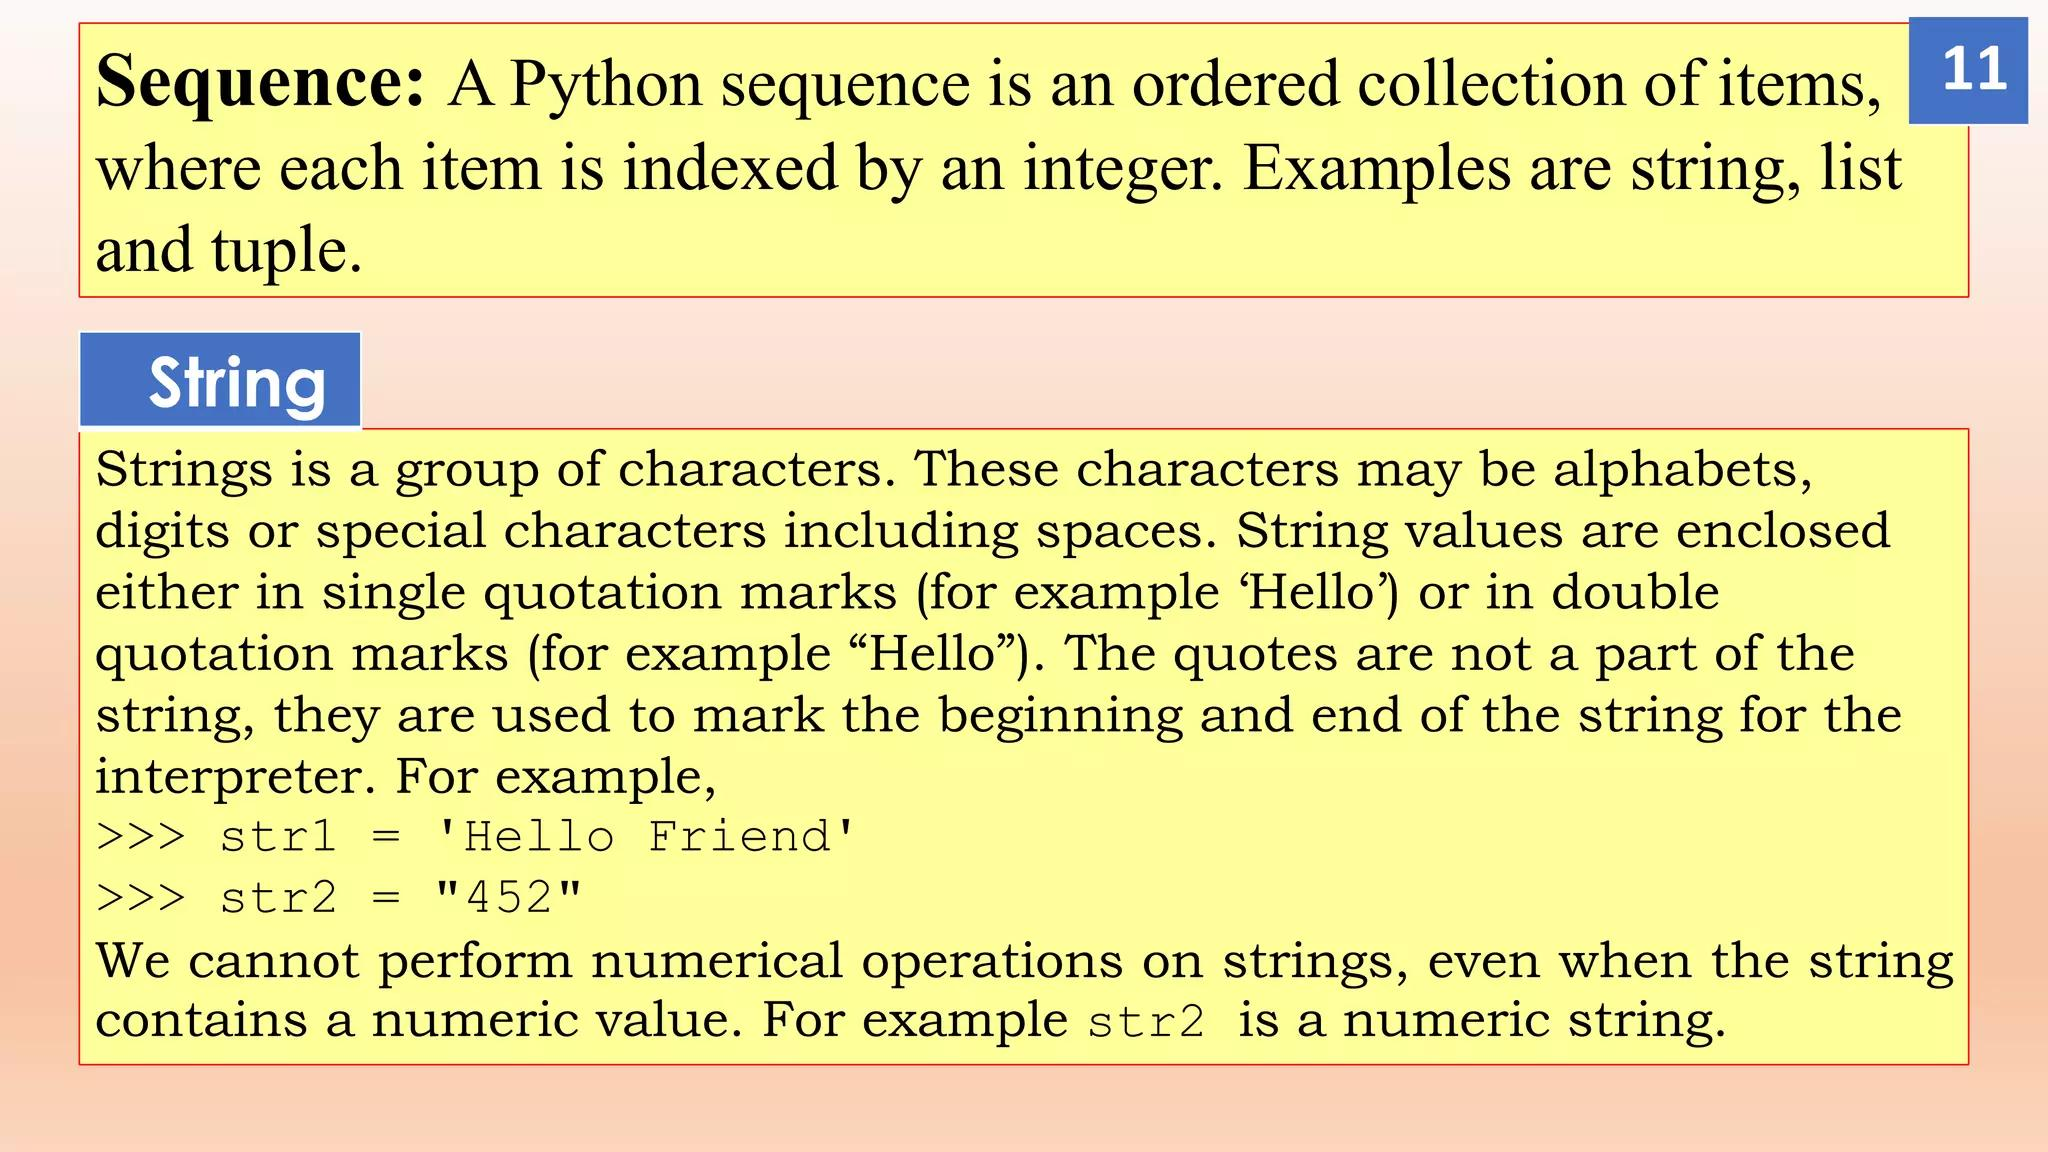 Sequence: A Python sequence is an ordered collection of items,
11
where each item is indexed by an integer. Examples are string, list
and tuple.
String
Strings is a group of characters. These characters may be alphabets,
digits or special characters including spaces. String values are enclosed
either in single quotation marks (for example ‘Hello’) or in double
quotation marks (for example “Hello”). The quotes are not a part of the
string, they are used to mark the beginning and end of the string for the
interpreter. For example,
>>> str1 = 'Hello Friend'
>>> str2 = "452"
We cannot perform numerical operations on strings, even when the string
contains a numeric value. For example str2 is a numeric string.